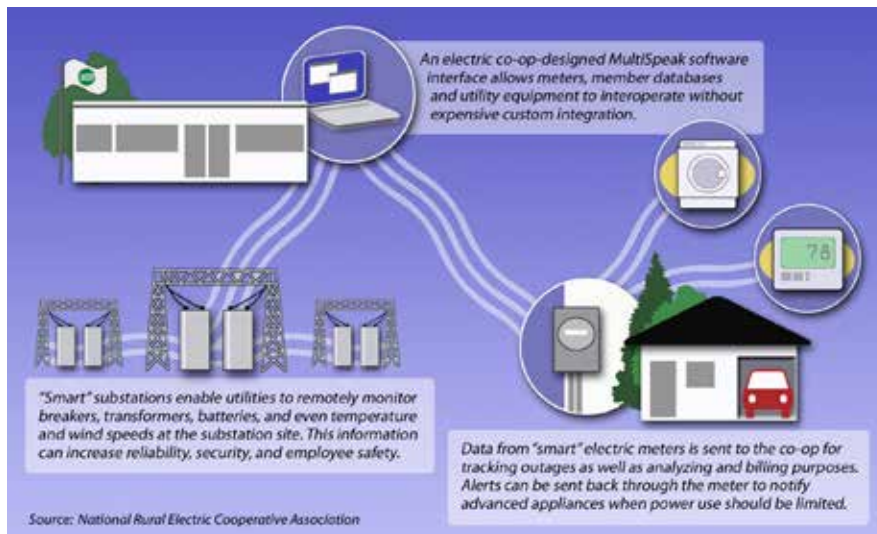 An electric co-op-designed MultiSpeak software
interface allows meters, member databases
and utility equipment to interoperate without
expensive custom integration.
78
"Smart" substations enable utilities to remotely monitor
breakers, transformers, batteries, and even temperature
and wind speeds at the substation site. This information
can increase reliability, security, and employee safety.
Data from "smart" electric meters is sent to the co-op for
tracking outages as well as analyzing and billing purposes.
Alerts can be sent back through the meter to notify
advanced appliances when power use should be limited.
Source: National Rural Electric Cooperative Association